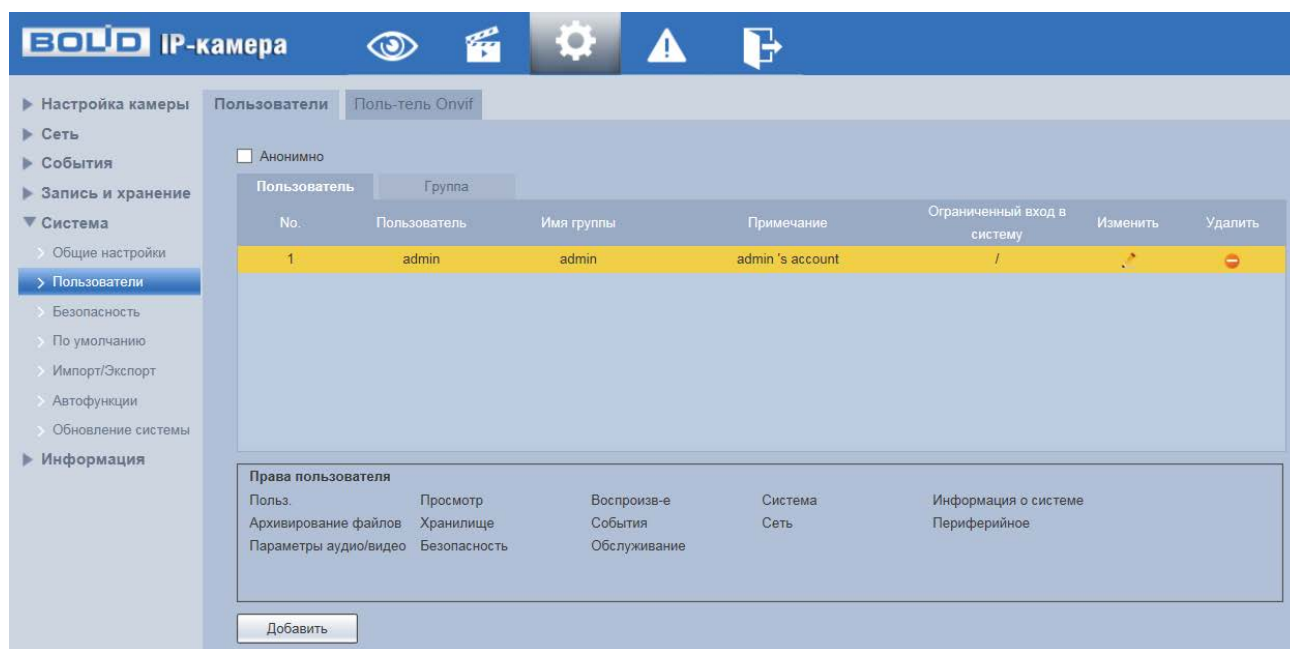 BOLID IP-камера
Настройка камеры
Сеть
События
Запись и хранение
Система
Общие настройки
Пользователи
Безопасность
По умолчанию
Импорт/Экспорт
Автофункции
Обновление системы
Информация
Пользователи Поль-тель Onvif
Анонимно
Пользователь Группа
No. Пользователь Имя группы Примечание Ограниченный вход в систему Изменить Удалить
1 admin admin admin 's account /
Права пользователя
Польз. Просмотр Воспроизв-е Система Информация о системе
Архивирование файлов Хранилище События Сеть Периферийное
Параметры аудио/видео Безопасность Обслуживание
Добавить